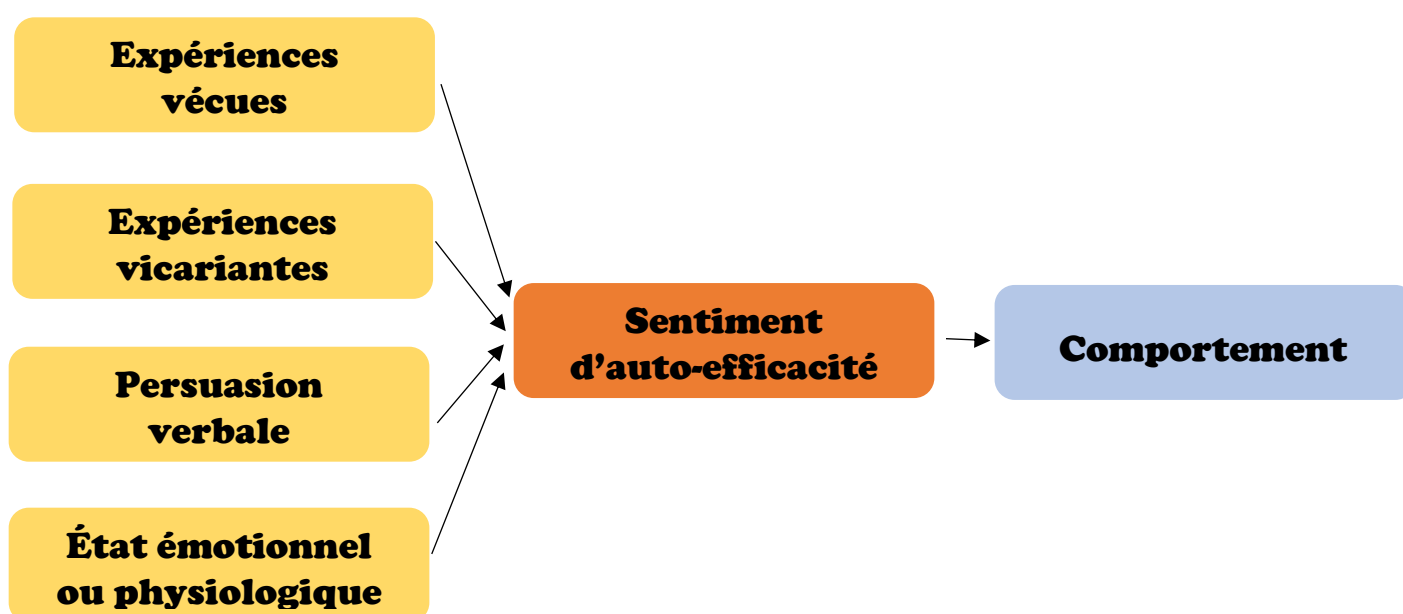 Expériences
vécues
Expériences
vicariantes
Persuasion
verbale
État émotionnel
ou physiologique
Sentiment
d’auto-efficacité
Comportement